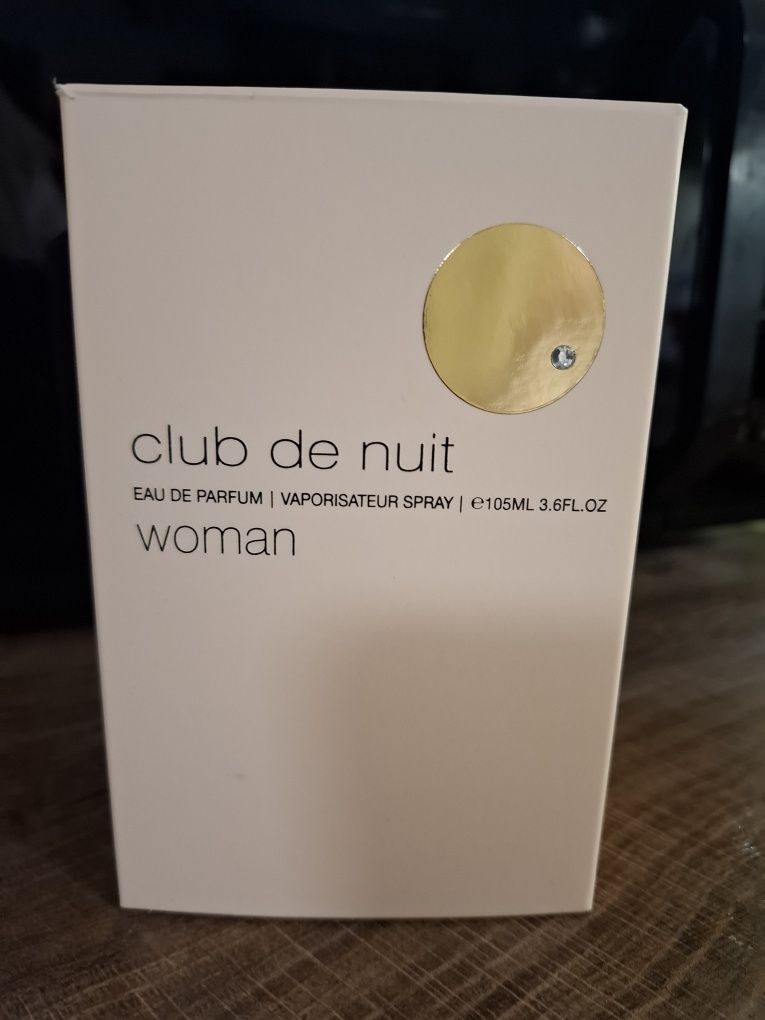 club de nuit
EAU DE PARFUM | VAPORISATEUR SPRAY | ℮105ML 3.6FL.OZ
woman